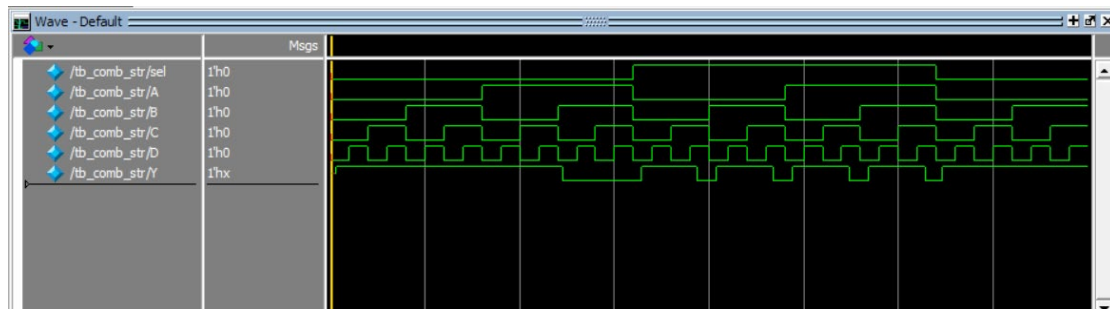 Wave - Default
Msgs
/tb_comb_str/sel 1'h0
/tb_comb_str/A 1'h0
/tb_comb_str/B 1'h0
/tb_comb_str/C 1'h0
/tb_comb_str/D 1'h0
/tb_comb_str/Y 1'hx